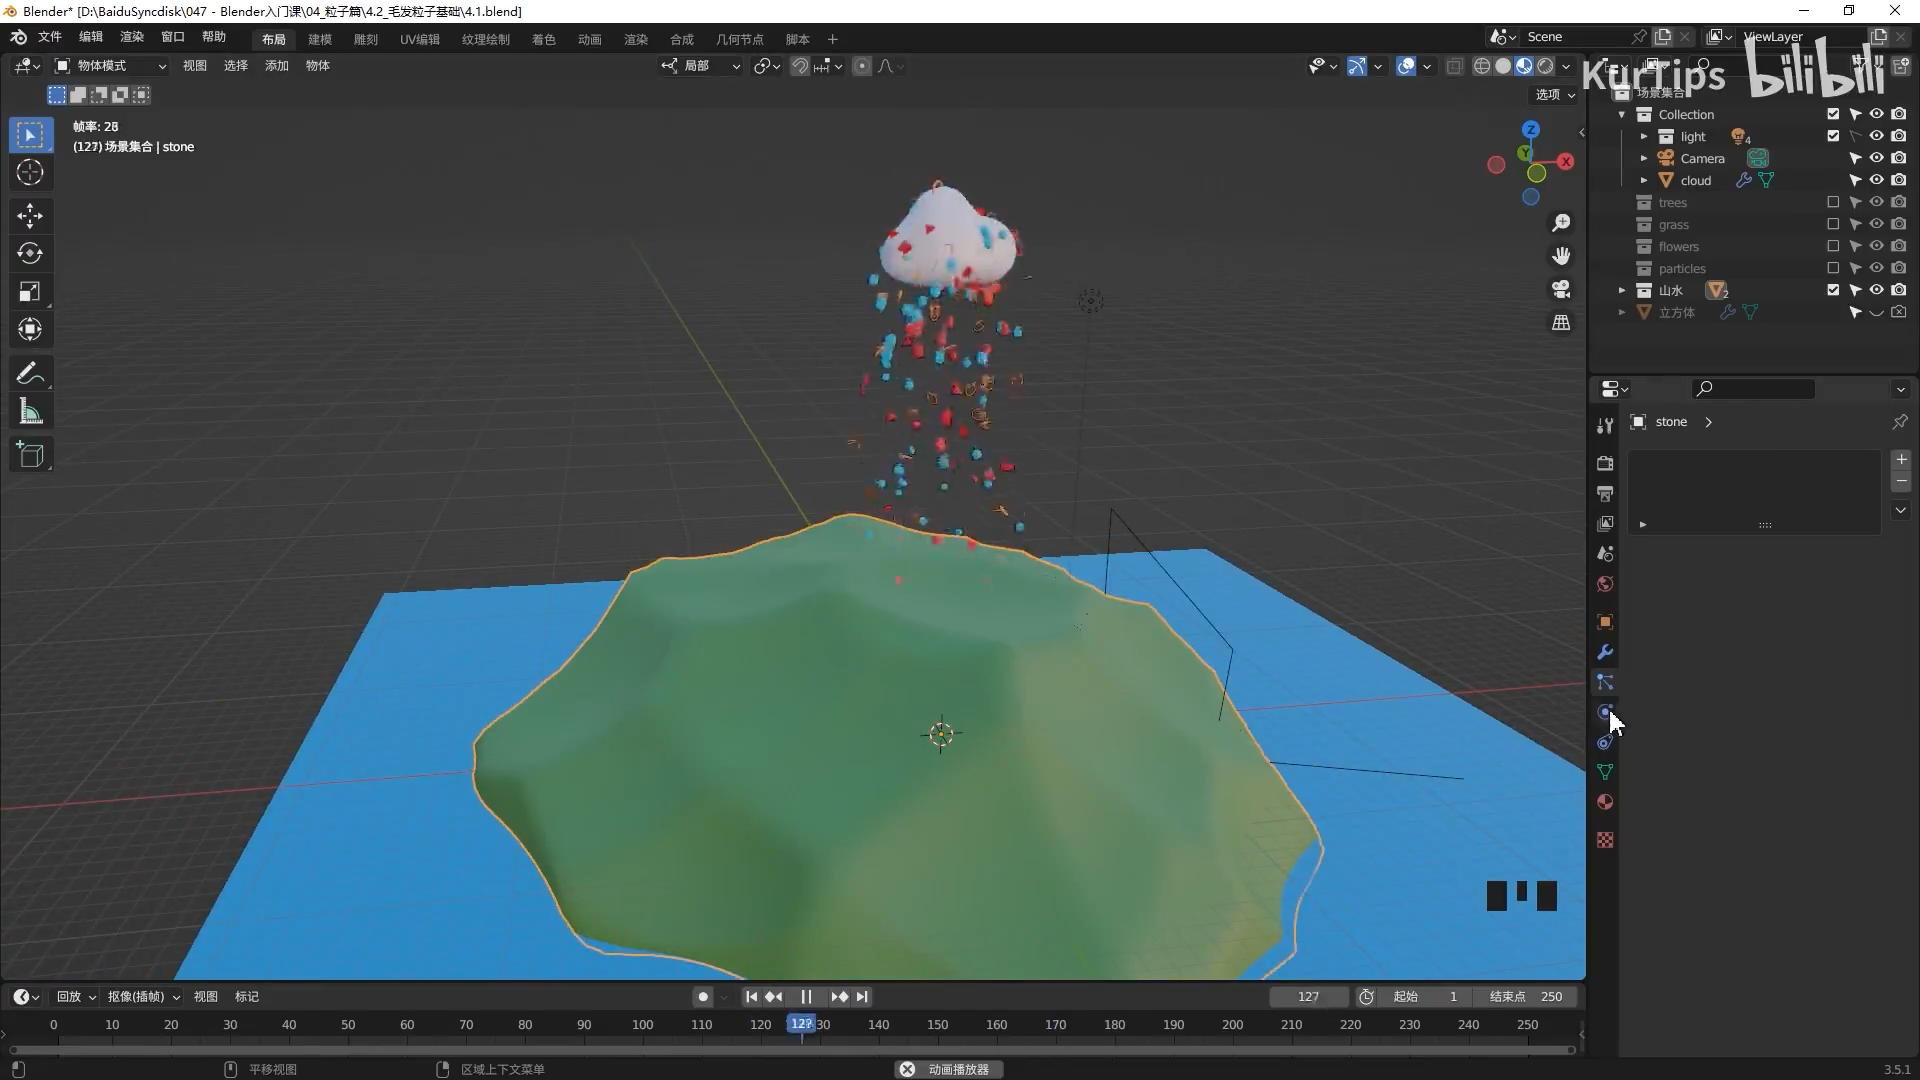 Blender* [D:\BaiduSyncdisk\047 - Blender入门课\04_粒子篇\4.2_毛发粒子基础\4.1.blend]
文件 编辑 渲染 窗口 帮助 布局 建模 雕刻 UV编辑 纹理绘制 着色 动画 渲染 合成 几何节点 脚本 + Scene ViewLayer
物体模式 视图 选择 添加 物体 局部
KurTips bilibili
选项
场景集合
帧率: 28
(127) 场景集合 | stone
Z
Y
X
Collection
light 4
Camera
cloud
trees
grass
flowers
particles
山水 2
立方体
stone
回放 抠像(插帧) 视图 标记 127 起始 1 结束点 250
0 10 20 30 40 50 60 70 80 90 100 110 120 127 130 140 150 160 170 180 190 200 210 220 230 240 250
平移视图 区域上下文菜单 动画播放器 3.5.1